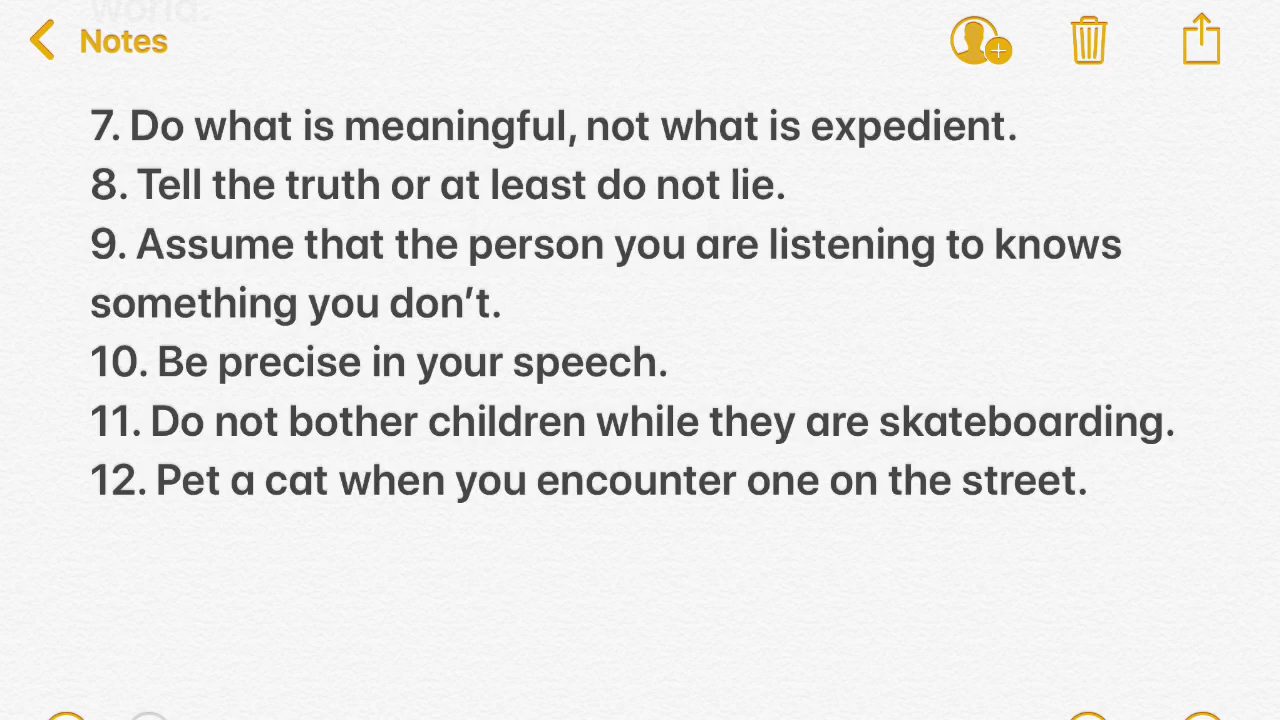 world.
Notes
7. Do what is meaningful, not what is expedient.
8. Tell the truth or at least do not lie.
9. Assume that the person you are listening to knows
something you don’t.
10. Be precise in your speech.
11. Do not bother children while they are skateboarding.
12. Pet a cat when you encounter one on the street.